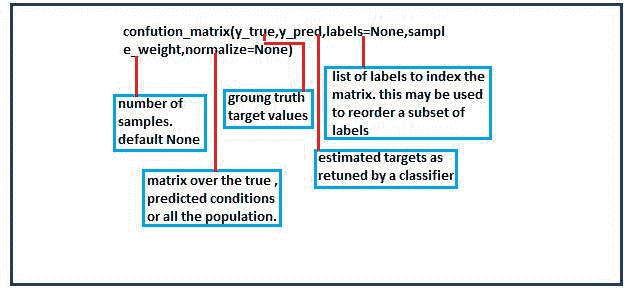 confution_matrix(y_true,y_pred,labels=None,sampl
e_weight,normalize=None)
number of
samples.
default None
groung truth
target values
list of labels to index the
matrix. this may be used
to reorder a subset of
labels
estimated targets as
retuned by a classifier
matrix over the true ,
predicted conditions
or all the population.